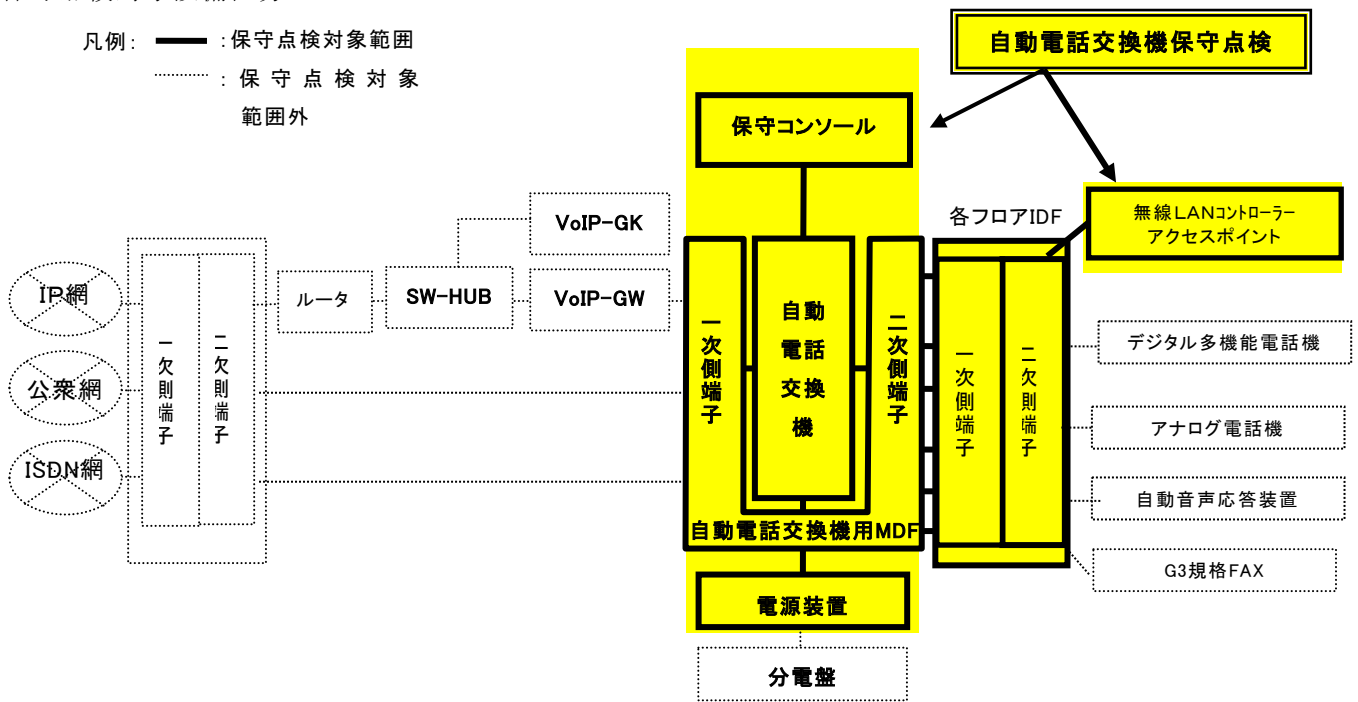 凡例: :保守点検対象範囲
:保守点検対象
範囲外
自動電話交換機保守点検
保守コンソール
無線LANコントローラー
アクセスポイント
各フロアIDF
VoIP-GK
IP網
ルータ
SW-HUB
VoIP-GW
公衆網
ISDN網
一次則端子
二次則端子
一次側端子
自動電話交換機
二次側端子
一次側端子
二次則端子
デジタル多機能電話機
アナログ電話機
自動音声応答装置
G3規格FAX
自動電話交換機用MDF
電源装置
分電盤